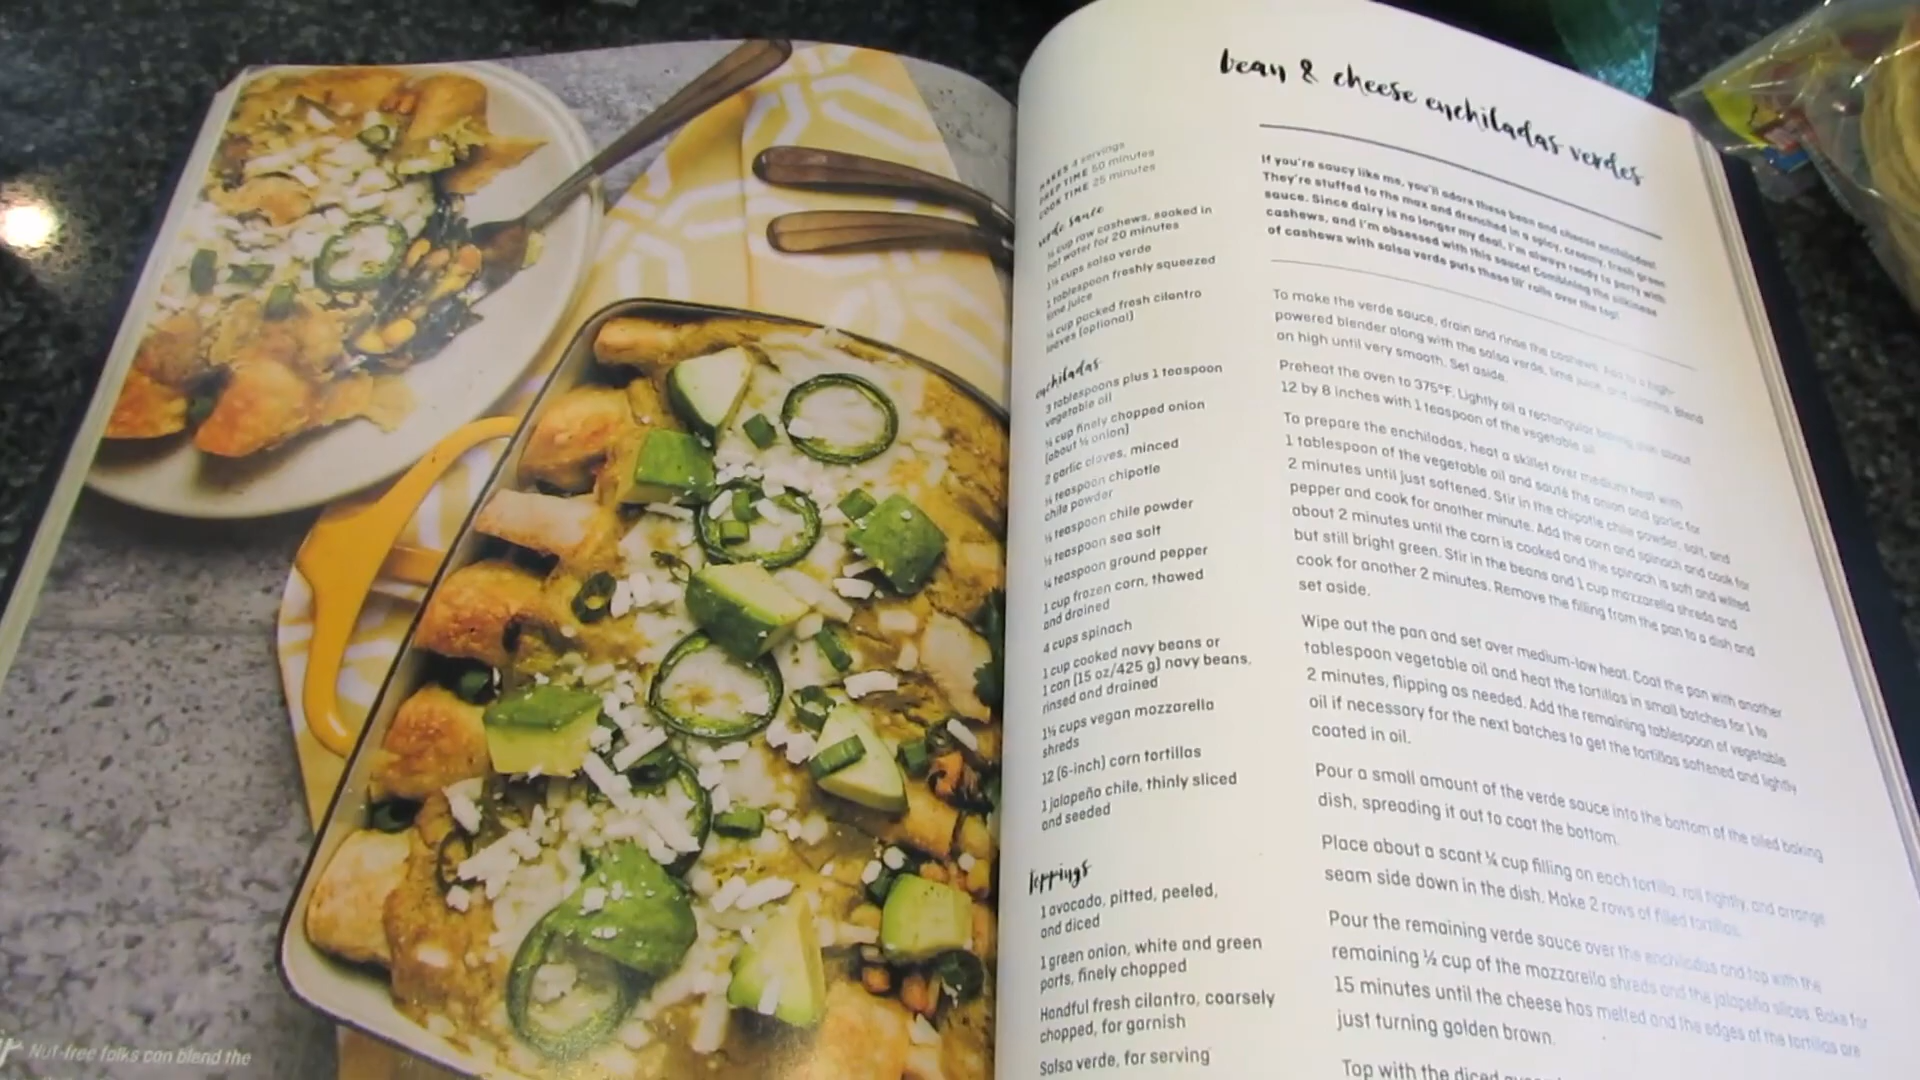 bean & cheese enchiladas verdes
MAKES 4 servings
PREP TIME 50 minutes
COOK TIME 25 minutes
verde sauce
cup raw cashews, soaked in
hot water for 20 minutes
cups salsa verde
1 tablespoon freshly squeezed
lime juice
cup packed fresh cilantro
leaves (optional)
enchiladas
3 tablespoons plus 1 teaspoon
vegetable oil
cup finely chopped onion
(about ½ onion)
2 garlic cloves, minced
teaspoon chipotle
chile powder
teaspoon chile powder
teaspoon sea salt
¼ teaspoon ground pepper
1 cup frozen corn, thawed
and drained
4 cups spinach
1 cup cooked navy beans or
1 can (15 oz/425 g) navy beans,
rinsed and drained
1½ cups vegan mozzarella
shreds
12 (6-inch) corn tortillas
1 jalapeño chile, thinly sliced
and seeded
toppings
1 avocado, pitted, peeled,
and diced
1 green onion, white and green
parts, finely chopped
Handful fresh cilantro, coarsely
chopped, for garnish
Salsa verde, for serving
If you're saucy like me, you'll adore these bean and cheese enchiladas!
They're stuffed to the max and drenched in a spicy, creamy, fresh green
sauce. Since dairy is no longer my deal, I'm always ready to party with
cashews, and I'm obsessed with this sauce! Combining the silkiness
of cashews with salsa verde puts these lil' rolls over the top!
To make the verde sauce, drain and rinse the cashews. Add to a high-
powered blender along with the salsa verde, lime juice, and cilantro. Blend
on high until very smooth. Set aside.
Preheat the oven to 375°F. Lightly oil a rectangular baking dish about
12 by 8 inches with 1 teaspoon of the vegetable oil.
To prepare the enchiladas, heat a skillet over medium heat with
1 tablespoon of the vegetable oil and sauté the onion and garlic for
2 minutes until just softened. Stir in the chipotle chile powder, salt, and
pepper and cook for another minute. Add the corn and spinach and cook for
about 2 minutes until the corn is cooked and the spinach is soft and wilted
but still bright green. Stir in the beans and 1 cup mozzarella shreds and
cook for another 2 minutes. Remove the filling from the pan to a dish and
set aside.
Wipe out the pan and set over medium-low heat. Coat the pan with another
tablespoon vegetable oil and heat the tortillas in small batches for 1 to
2 minutes, flipping as needed. Add the remaining tablespoon of vegetable
oil if necessary for the next batches to get the tortillas softened and lightly
coated in oil.
Pour a small amount of the verde sauce into the bottom of the oiled baking
dish, spreading it out to coat the bottom.
Place about a scant ¼ cup filling on each tortilla, roll tightly, and arrange
seam side down in the dish. Make 2 rows of filled tortillas.
Pour the remaining verde sauce over the enchiladas and top with the
remaining ½ cup of the mozzarella shreds and the jalapeño slices. Bake for
15 minutes until the cheese has melted and the edges of the tortillas are
just turning golden brown.
Top with the diced
Nut-free folks can blend the